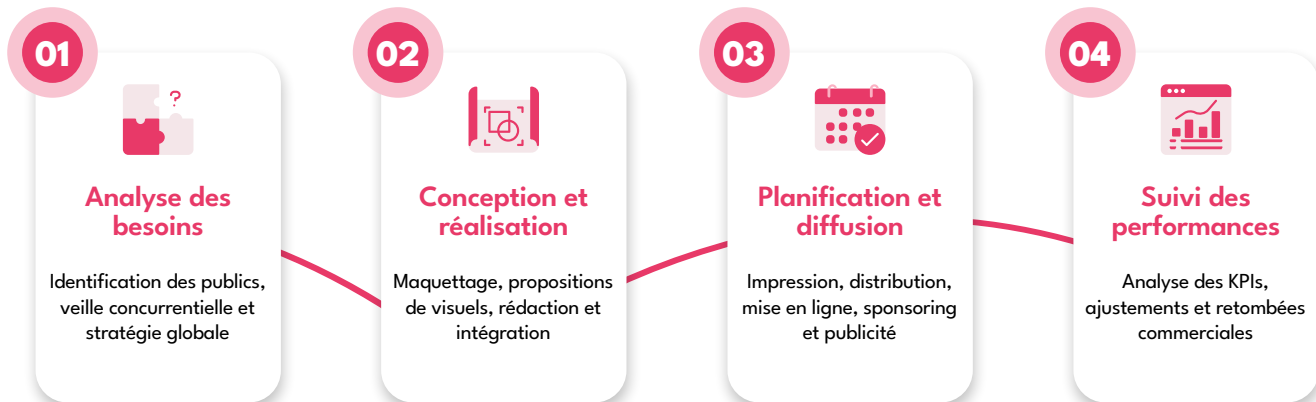 01
?
Analyse des
besoins
Identification des publics,
veille concurrentielle et
stratégie globale
02
Conception et
réalisation
Maquettage, propositions
de visuels, rédaction et
intégration
03
Planification et
diffusion
Impression, distribution,
mise en ligne, sponsoring
et publicité
04
Suivi des
performances
Analyse des KPIs,
ajustements et retombées
commerciales